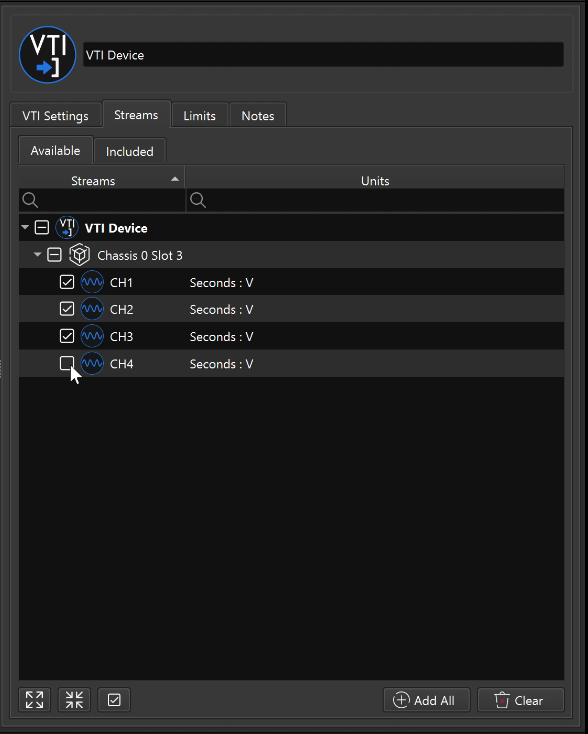 VTI
VTI Device
VTI Settings Streams Limits Notes
Available Included
Streams Units
VTI VTI Device
Chassis 0 Slot 3
CH1 Seconds : V
CH2 Seconds : V
CH3 Seconds : V
CH4 Seconds : V
Add All Clear